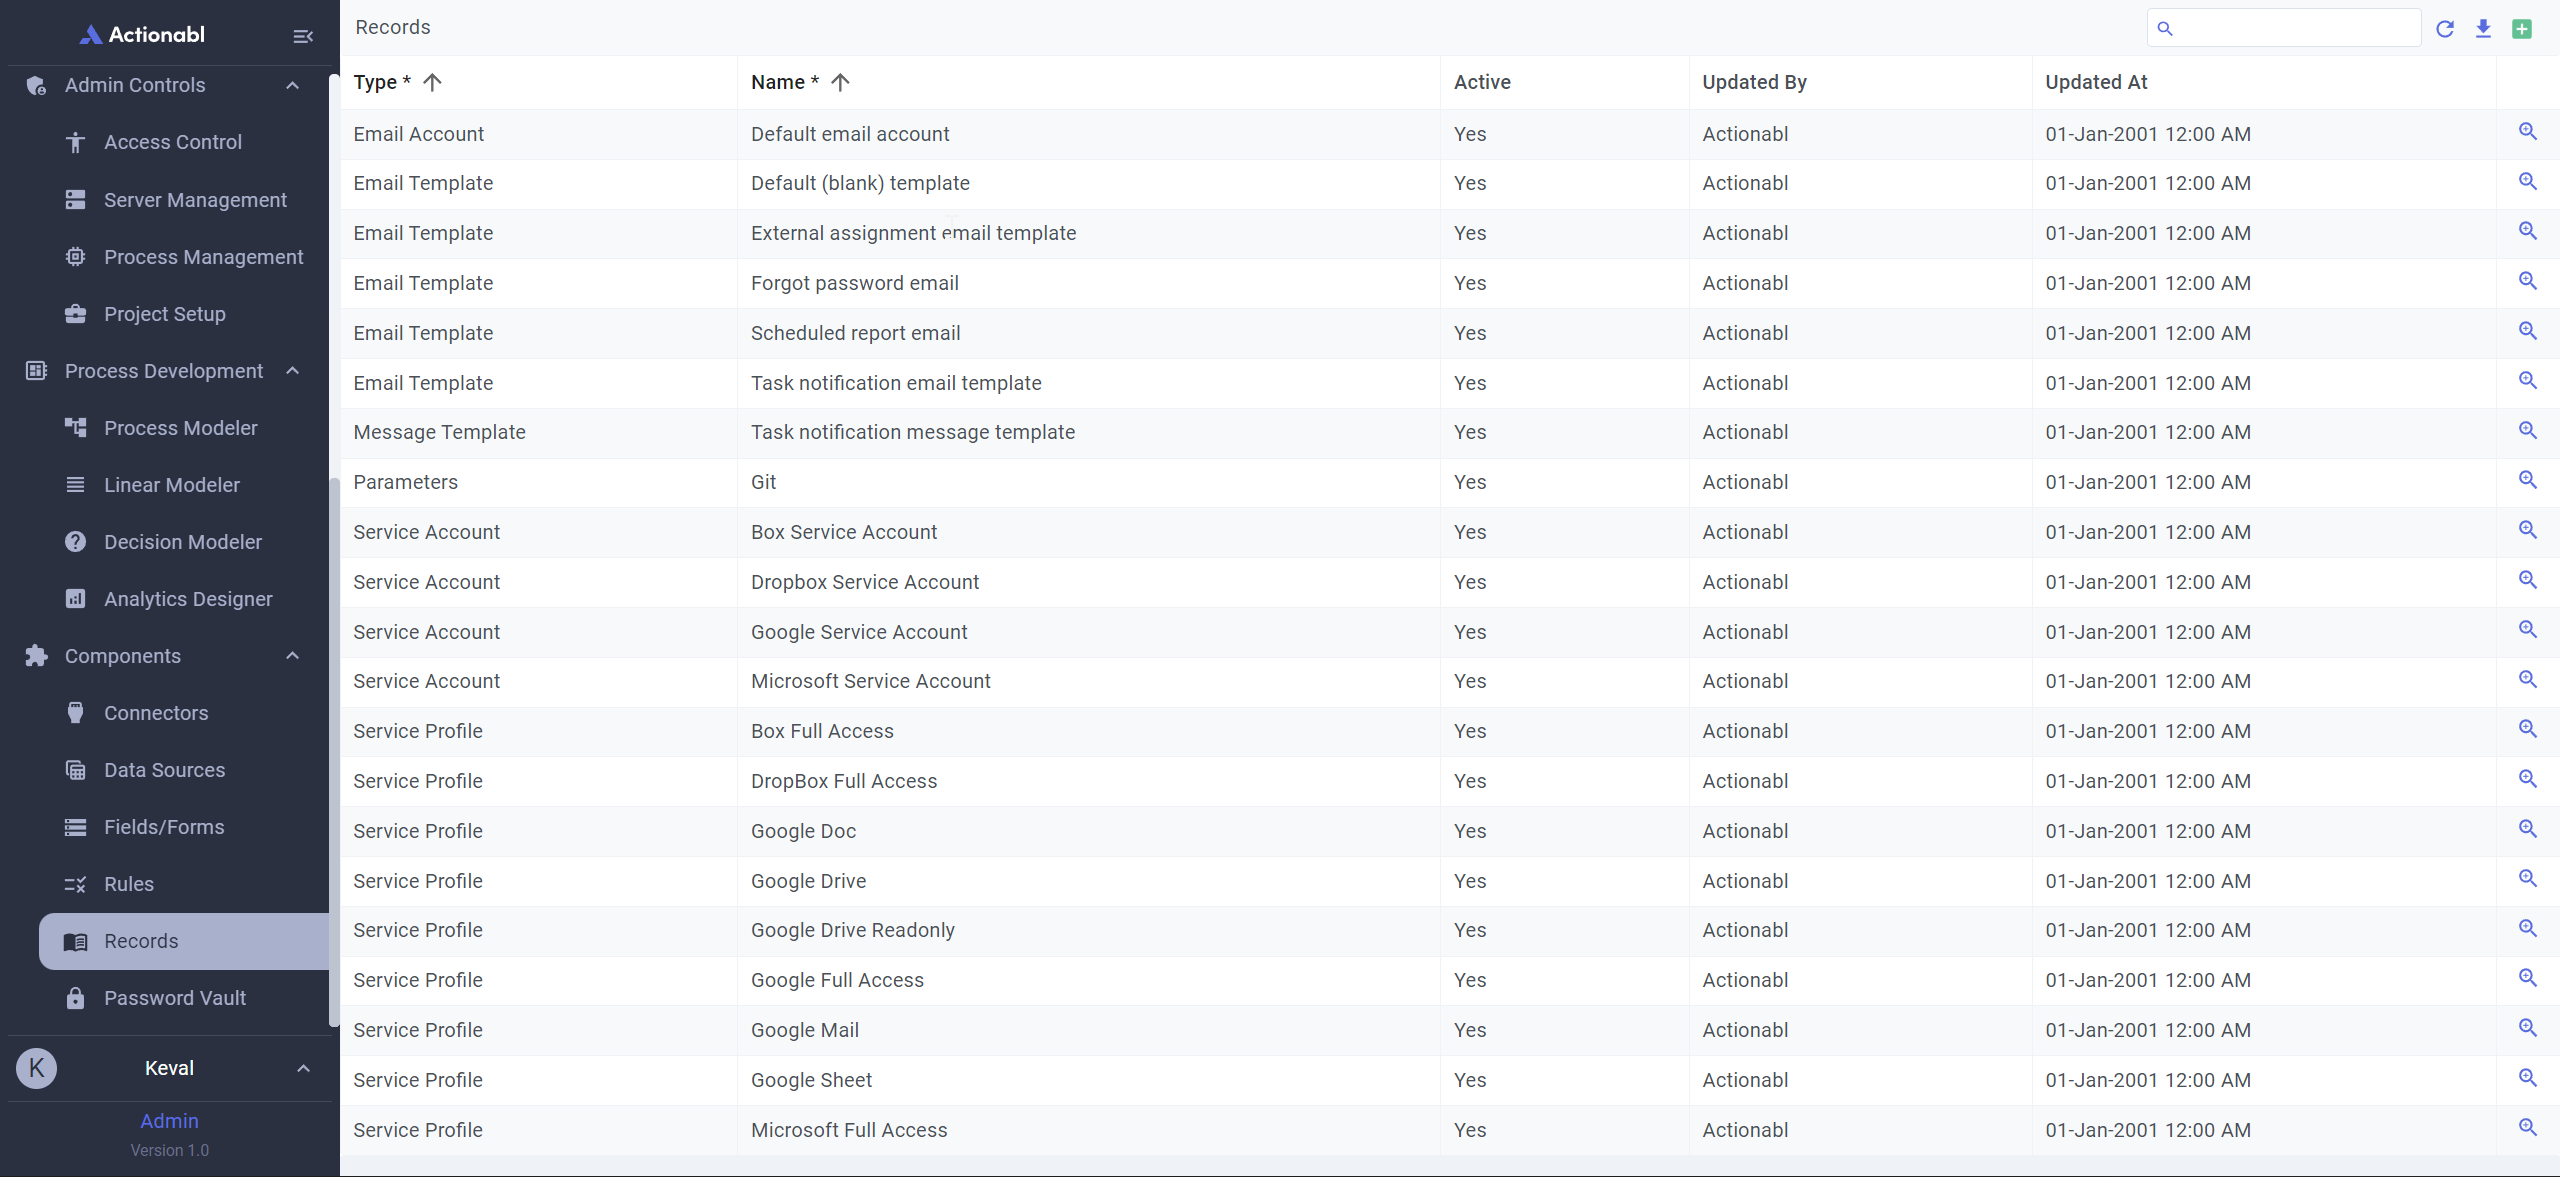 Actionabl
Admin Controls
Access Control
Server Management
Process Management
Project Setup
Process Development
Process Modeler
Linear Modeler
Decision Modeler
Analytics Designer
Components
Connectors
Data Sources
Fields/Forms
Rules
Records
Password Vault
K Keval
Admin
Version 1.0
Records
Type * Name * Active Updated By Updated At
Email Account Default email account Yes Actionabl 01-Jan-2001 12:00 AM
Email Template Default (blank) template Yes Actionabl 01-Jan-2001 12:00 AM
Email Template External assignment email template Yes Actionabl 01-Jan-2001 12:00 AM
Email Template Forgot password email Yes Actionabl 01-Jan-2001 12:00 AM
Email Template Scheduled report email Yes Actionabl 01-Jan-2001 12:00 AM
Email Template Task notification email template Yes Actionabl 01-Jan-2001 12:00 AM
Message Template Task notification message template Yes Actionabl 01-Jan-2001 12:00 AM
Parameters Git Yes Actionabl 01-Jan-2001 12:00 AM
Service Account Box Service Account Yes Actionabl 01-Jan-2001 12:00 AM
Service Account Dropbox Service Account Yes Actionabl 01-Jan-2001 12:00 AM
Service Account Google Service Account Yes Actionabl 01-Jan-2001 12:00 AM
Service Account Microsoft Service Account Yes Actionabl 01-Jan-2001 12:00 AM
Service Profile Box Full Access Yes Actionabl 01-Jan-2001 12:00 AM
Service Profile DropBox Full Access Yes Actionabl 01-Jan-2001 12:00 AM
Service Profile Google Doc Yes Actionabl 01-Jan-2001 12:00 AM
Service Profile Google Drive Yes Actionabl 01-Jan-2001 12:00 AM
Service Profile Google Drive Readonly Yes Actionabl 01-Jan-2001 12:00 AM
Service Profile Google Full Access Yes Actionabl 01-Jan-2001 12:00 AM
Service Profile Google Mail Yes Actionabl 01-Jan-2001 12:00 AM
Service Profile Google Sheet Yes Actionabl 01-Jan-2001 12:00 AM
Service Profile Microsoft Full Access Yes Actionabl 01-Jan-2001 12:00 AM